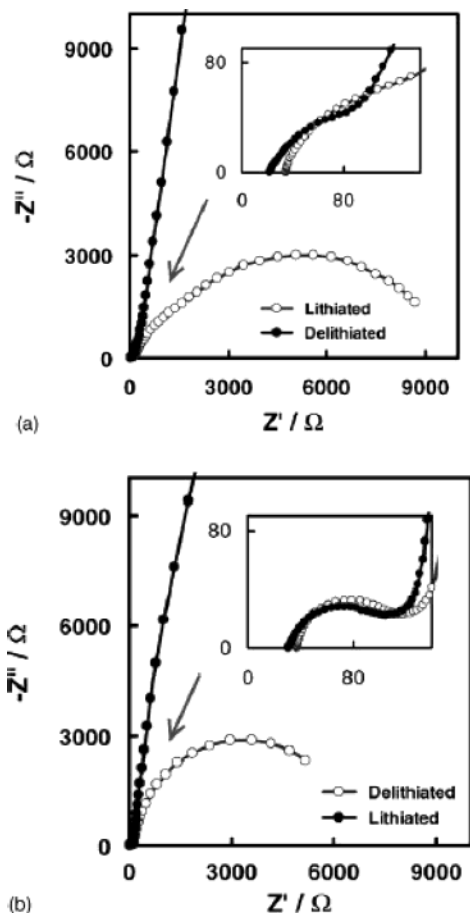 9000
6000
3000
0
-Z'' / Ω
80
0
0
80
Lithiated
Delithiated
0
3000
6000
9000
Z' / Ω
(a)
9000
6000
3000
0
-Z'' / Ω
80
0
0
80
Delithiated
Lithiated
0
3000
6000
9000
Z' / Ω
(b)